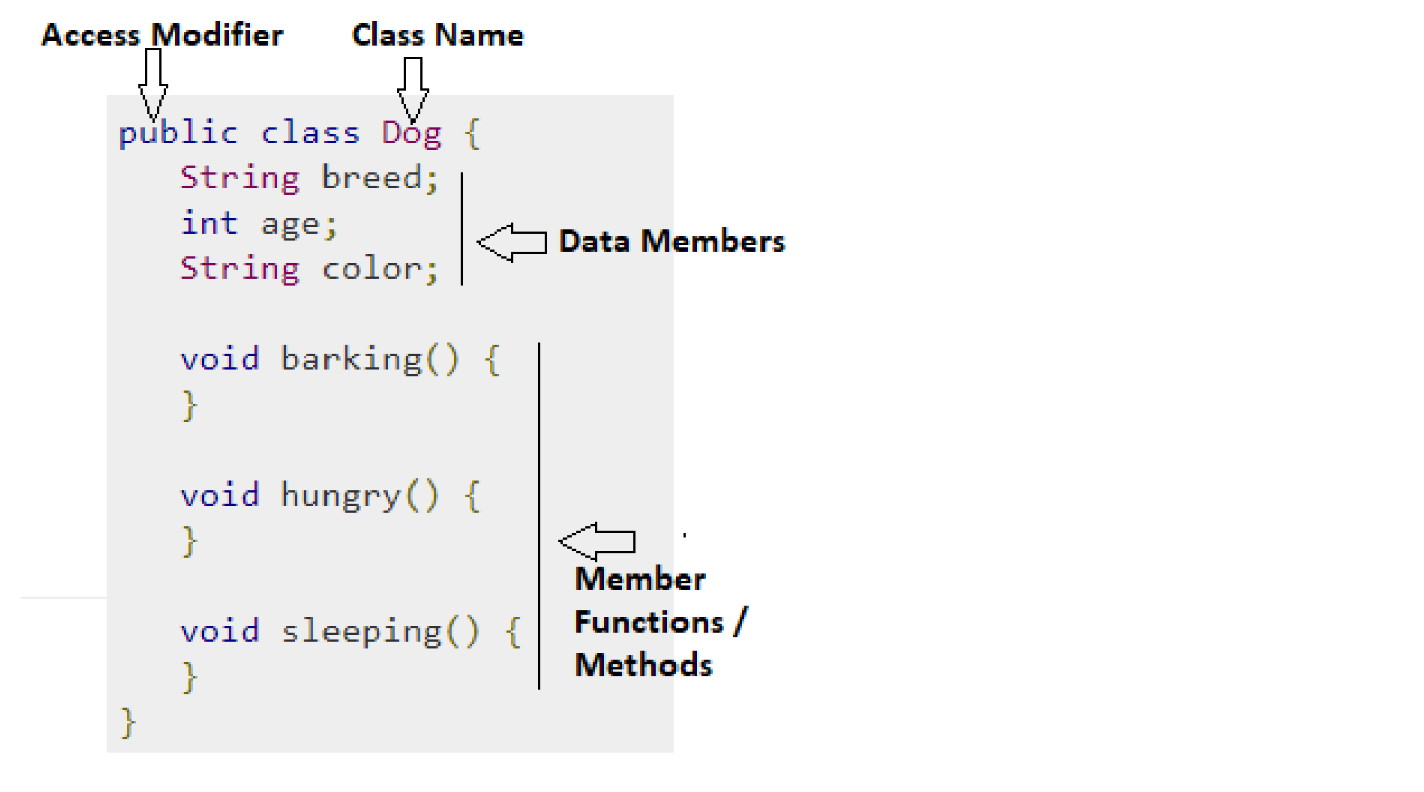 Access Modifier Class Name
public class Dog {
String breed;
int age;
Data Members
String color;
void barking() {
}
void hungry() {
}
Member
Functions /
Methods
void sleeping() {
}
}